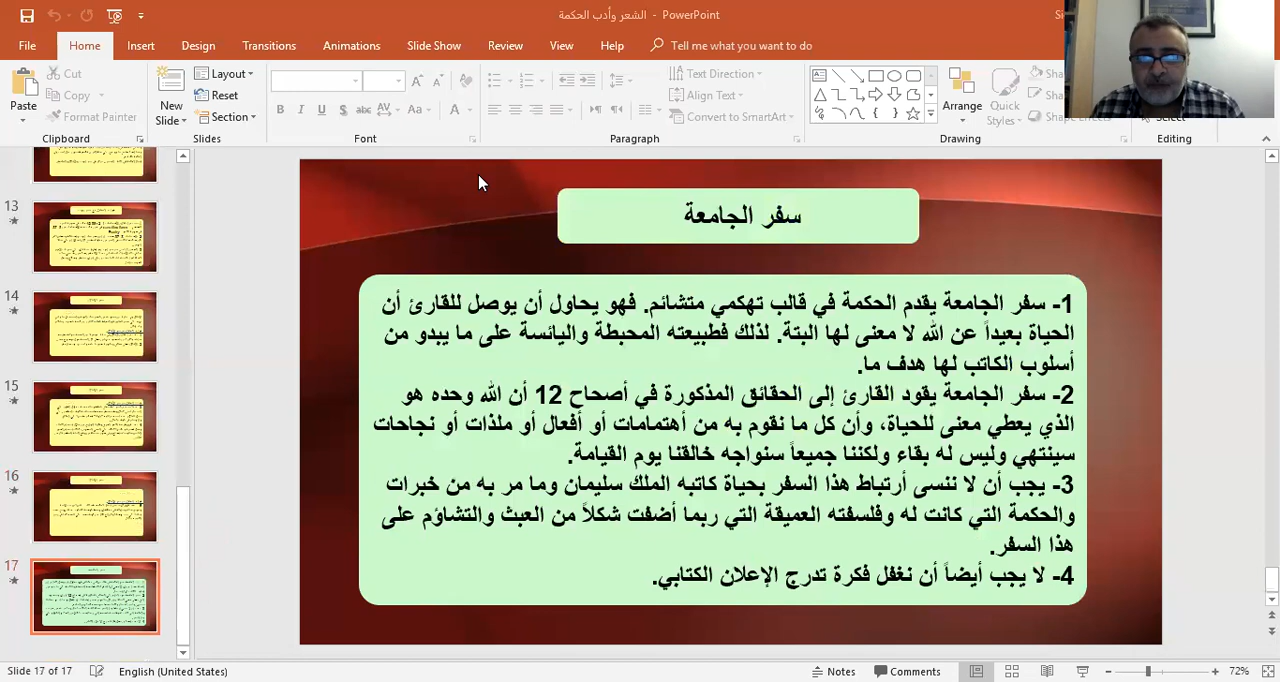 الشعر وأدب الحكمة - PowerPoint
File Home Insert Design Transitions Animations Slide Show Review View Help Tell me what you want to do
Paste
Cut
Copy
Format Painter
Clipboard
New Slide
Layout
Reset
Section
Slides
B I U S abc AV Aa A
Font
Text Direction
Align Text
Convert to SmartArt
Paragraph
Arrange
Quick Styles
Shape Effects
Drawing
Select
Editing
13
14
15
16
17
سفر الجامعة
1- سفر الجامعة يقدم الحكمة في قالب تهكمي متشائم. فهو يحاول أن يوصل للقارئ أن
الحياة بعيداً عن الله لا معنى لها البتة. لذلك فطبيعته المحبطة واليائسة على ما يبدو من
أسلوب الكاتب لها هدف ما.
2- سفر الجامعة يقود القارئ إلى الحقائق المذكورة في أصحاح 12 أن الله وحده هو
الذي يعطي معنى للحياة، وأن كل ما نقوم به من أهتمامات أو أفعال أو ملذات أو نجاحات
سينتهي وليس له بقاء ولكننا جميعاً سنواجه خالقنا يوم القيامة.
3- يجب أن لا ننسى أرتباط هذا السفر بحياة كاتبه الملك سليمان وما مر به من خبرات
والحكمة التي كانت له وفلسفته العميقة التي ربما أضفت شكلاً من العبث والتشاؤم على
هذا السفر.
4- لا يجب أيضاً أن نغفل فكرة تدرج الإعلان الكتابي.
Slide 17 of 17 English (United States) Notes Comments 72%